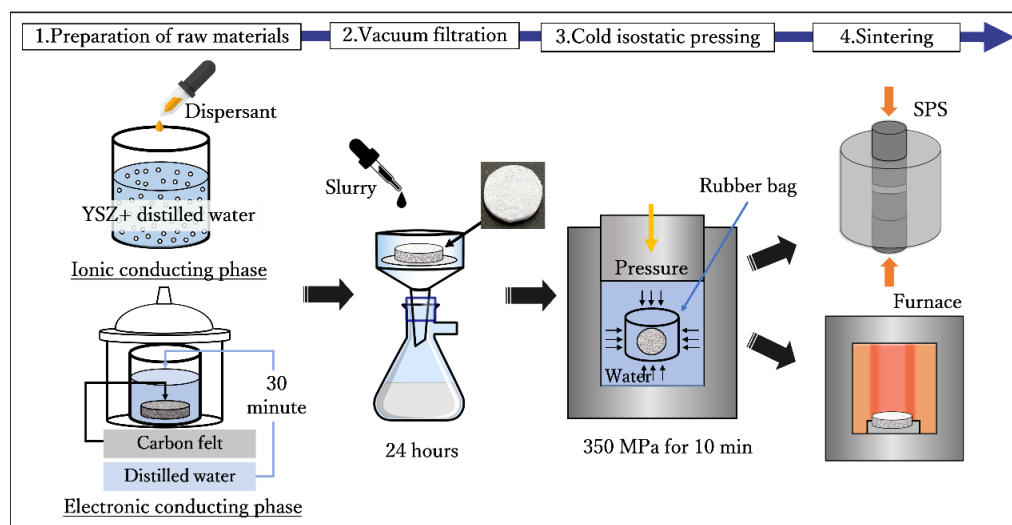 1.Preparation of raw materials
2.Vacuum filtration
3.Cold isostatic pressing
4.Sintering
Dispersant
YSZ+ distilled water
Ionic conducting phase
30
minute
Carbon felt
Distilled water
Electronic conducting phase
Slurry
24 hours
Rubber bag
Pressure
Water
350 MPa for 10 min
SPS
Furnace